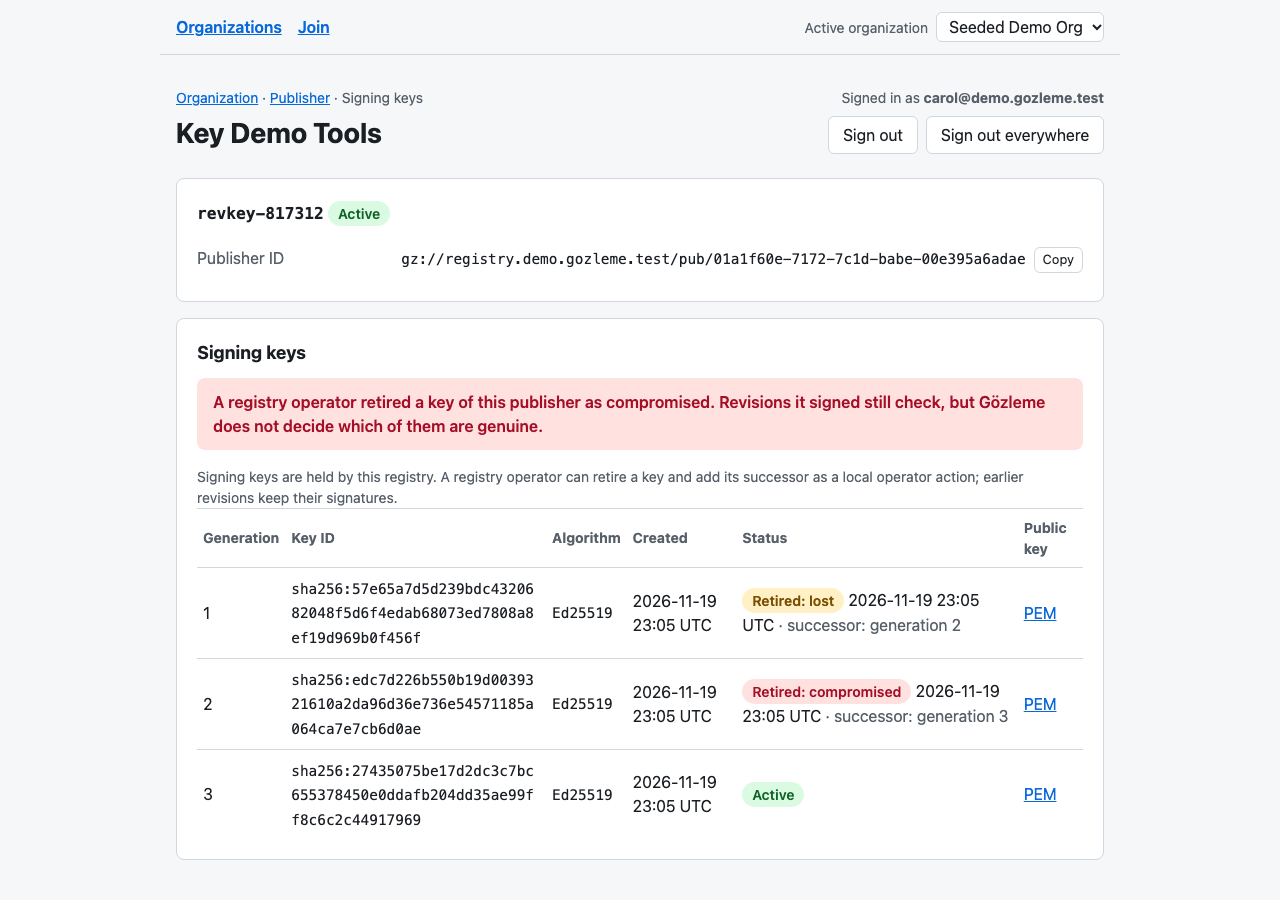 Organizations Join Active organization Seeded Demo Org
Organization · Publisher · Signing keys
Signed in as carol@demo.gozleme.test
Key Demo Tools
Sign out Sign out everywhere
revkey-817312 Active
Publisher ID gz://registry.demo.gozleme.test/pub/01a1f60e-7172-7c1d-babe-00e395a6adae Copy
Signing keys
A registry operator retired a key of this publisher as compromised. Revisions it signed still check, but Gözleme
does not decide which of them are genuine.
Signing keys are held by this registry. A registry operator can retire a key and add its successor as a local operator action; earlier
revisions keep their signatures.
Generation Key ID Algorithm Created Status Public
key
1
sha256:57e65a7d5d239bdc43206
82048f5d6f4edab68073ed7808a8
ef19d969b0f456f
Ed25519
2026-11-19
23:05 UTC
Retired: lost 2026-11-19 23:05
UTC · successor: generation 2
PEM
2
sha256:edc7d226b550b19d00393
21610a2da96d36e736e54571185a
064ca7e7cb6d0ae
Ed25519
2026-11-19
23:05 UTC
Retired: compromised 2026-11-19
23:05 UTC · successor: generation 3
PEM
3
sha256:27435075be17d2dc3c7bc
655378450e0ddafb204dd35ae99f
f8c6c2c44917969
Ed25519
2026-11-19
23:05 UTC
Active
PEM